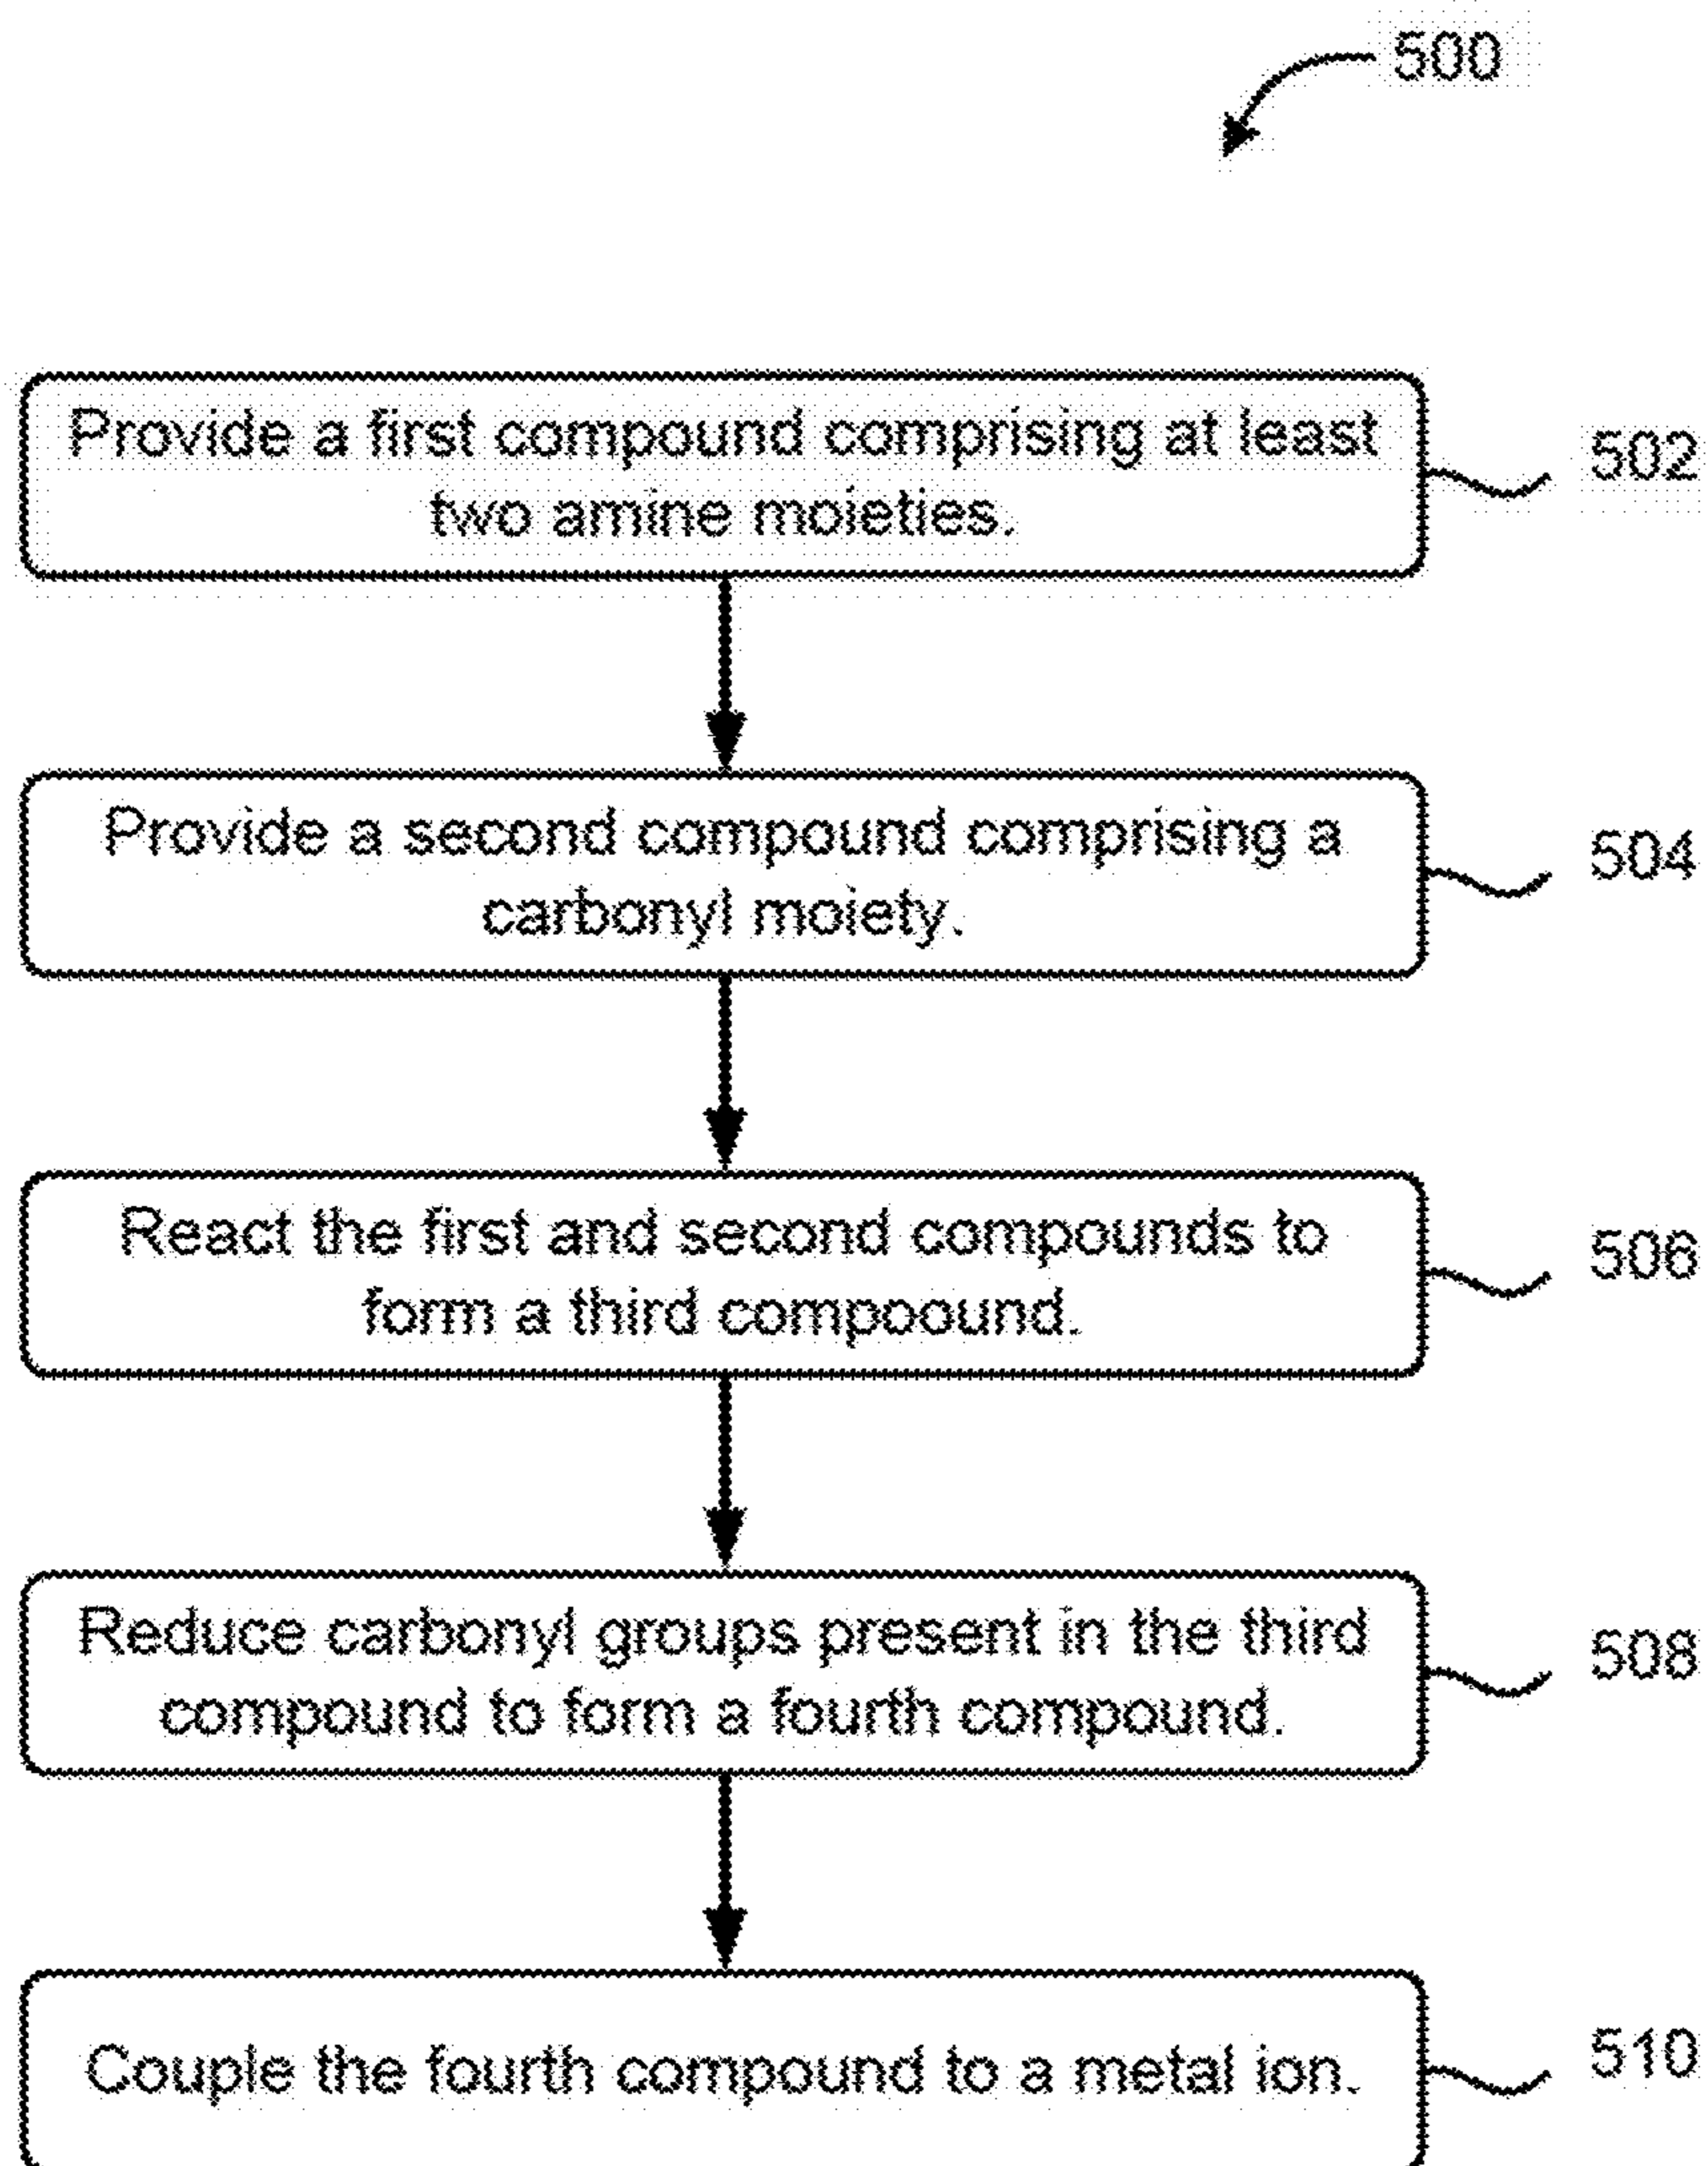 500
Provide a first compound comprising at least
two amine moieties.
502
Provide a second compound comprising a
carbonyl moiety.
504
React the first and second compounds to
form a third compoound.
506
Reduce carbonyl groups present in the third
compound to form a fourth compound.
508
Couple the fourth compound to a metal ion.
510